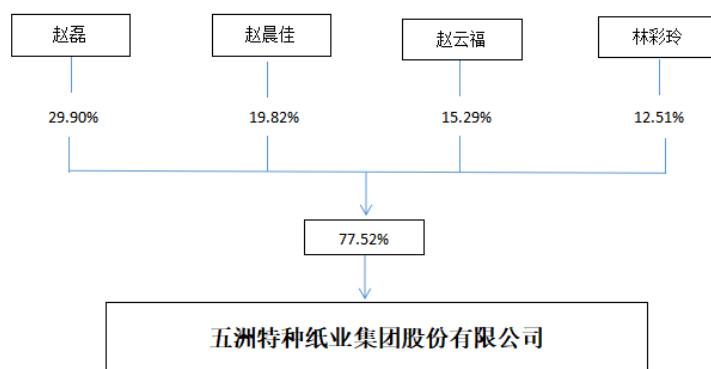 赵磊
赵晨佳
赵云福
林彩玲
29.90%
19.82%
15.29%
12.51%
77.52%
五洲特种纸业集团股份有限公司